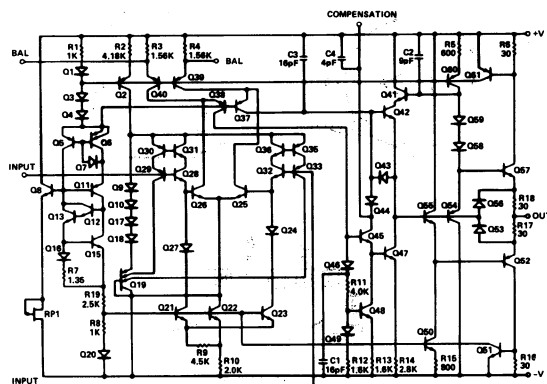 COMPENSATION
+V
R1
1K
R2
4.18K
R3
1.56K
R4
1.56K
C3
16pF
C4
4pF
C2
9pF
R5
600
R6
30
BAL
BAL
Q1
Q3
Q4
Q2
Q40
Q39
Q38
Q37
Q41
Q42
Q60
Q61
Q59
Q58
Q5
Q6
Q7
Q30
Q31
Q36
Q35
Q43
Q57
INPUT
Q8
Q11
Q29
Q28
Q32
Q33
Q9
Q10
Q17
Q18
Q26
Q25
Q44
Q55
Q54
Q56
Q53
R18
30
OUT
R17
30
Q13
Q12
Q15
Q16
R7
1.35
Q27
Q24
Q45
Q47
Q46
R11
4.0K
Q52
Q19
R19
2.5K
R8
1K
Q21
Q22
Q23
Q48
Q49
Q50
Q51
RP1
Q20
R9
4.5K
R10
2.0K
C1
16pF
R12
1.6K
R13
1.6K
R14
2.8K
R15
800
R16
30
-V
INPUT